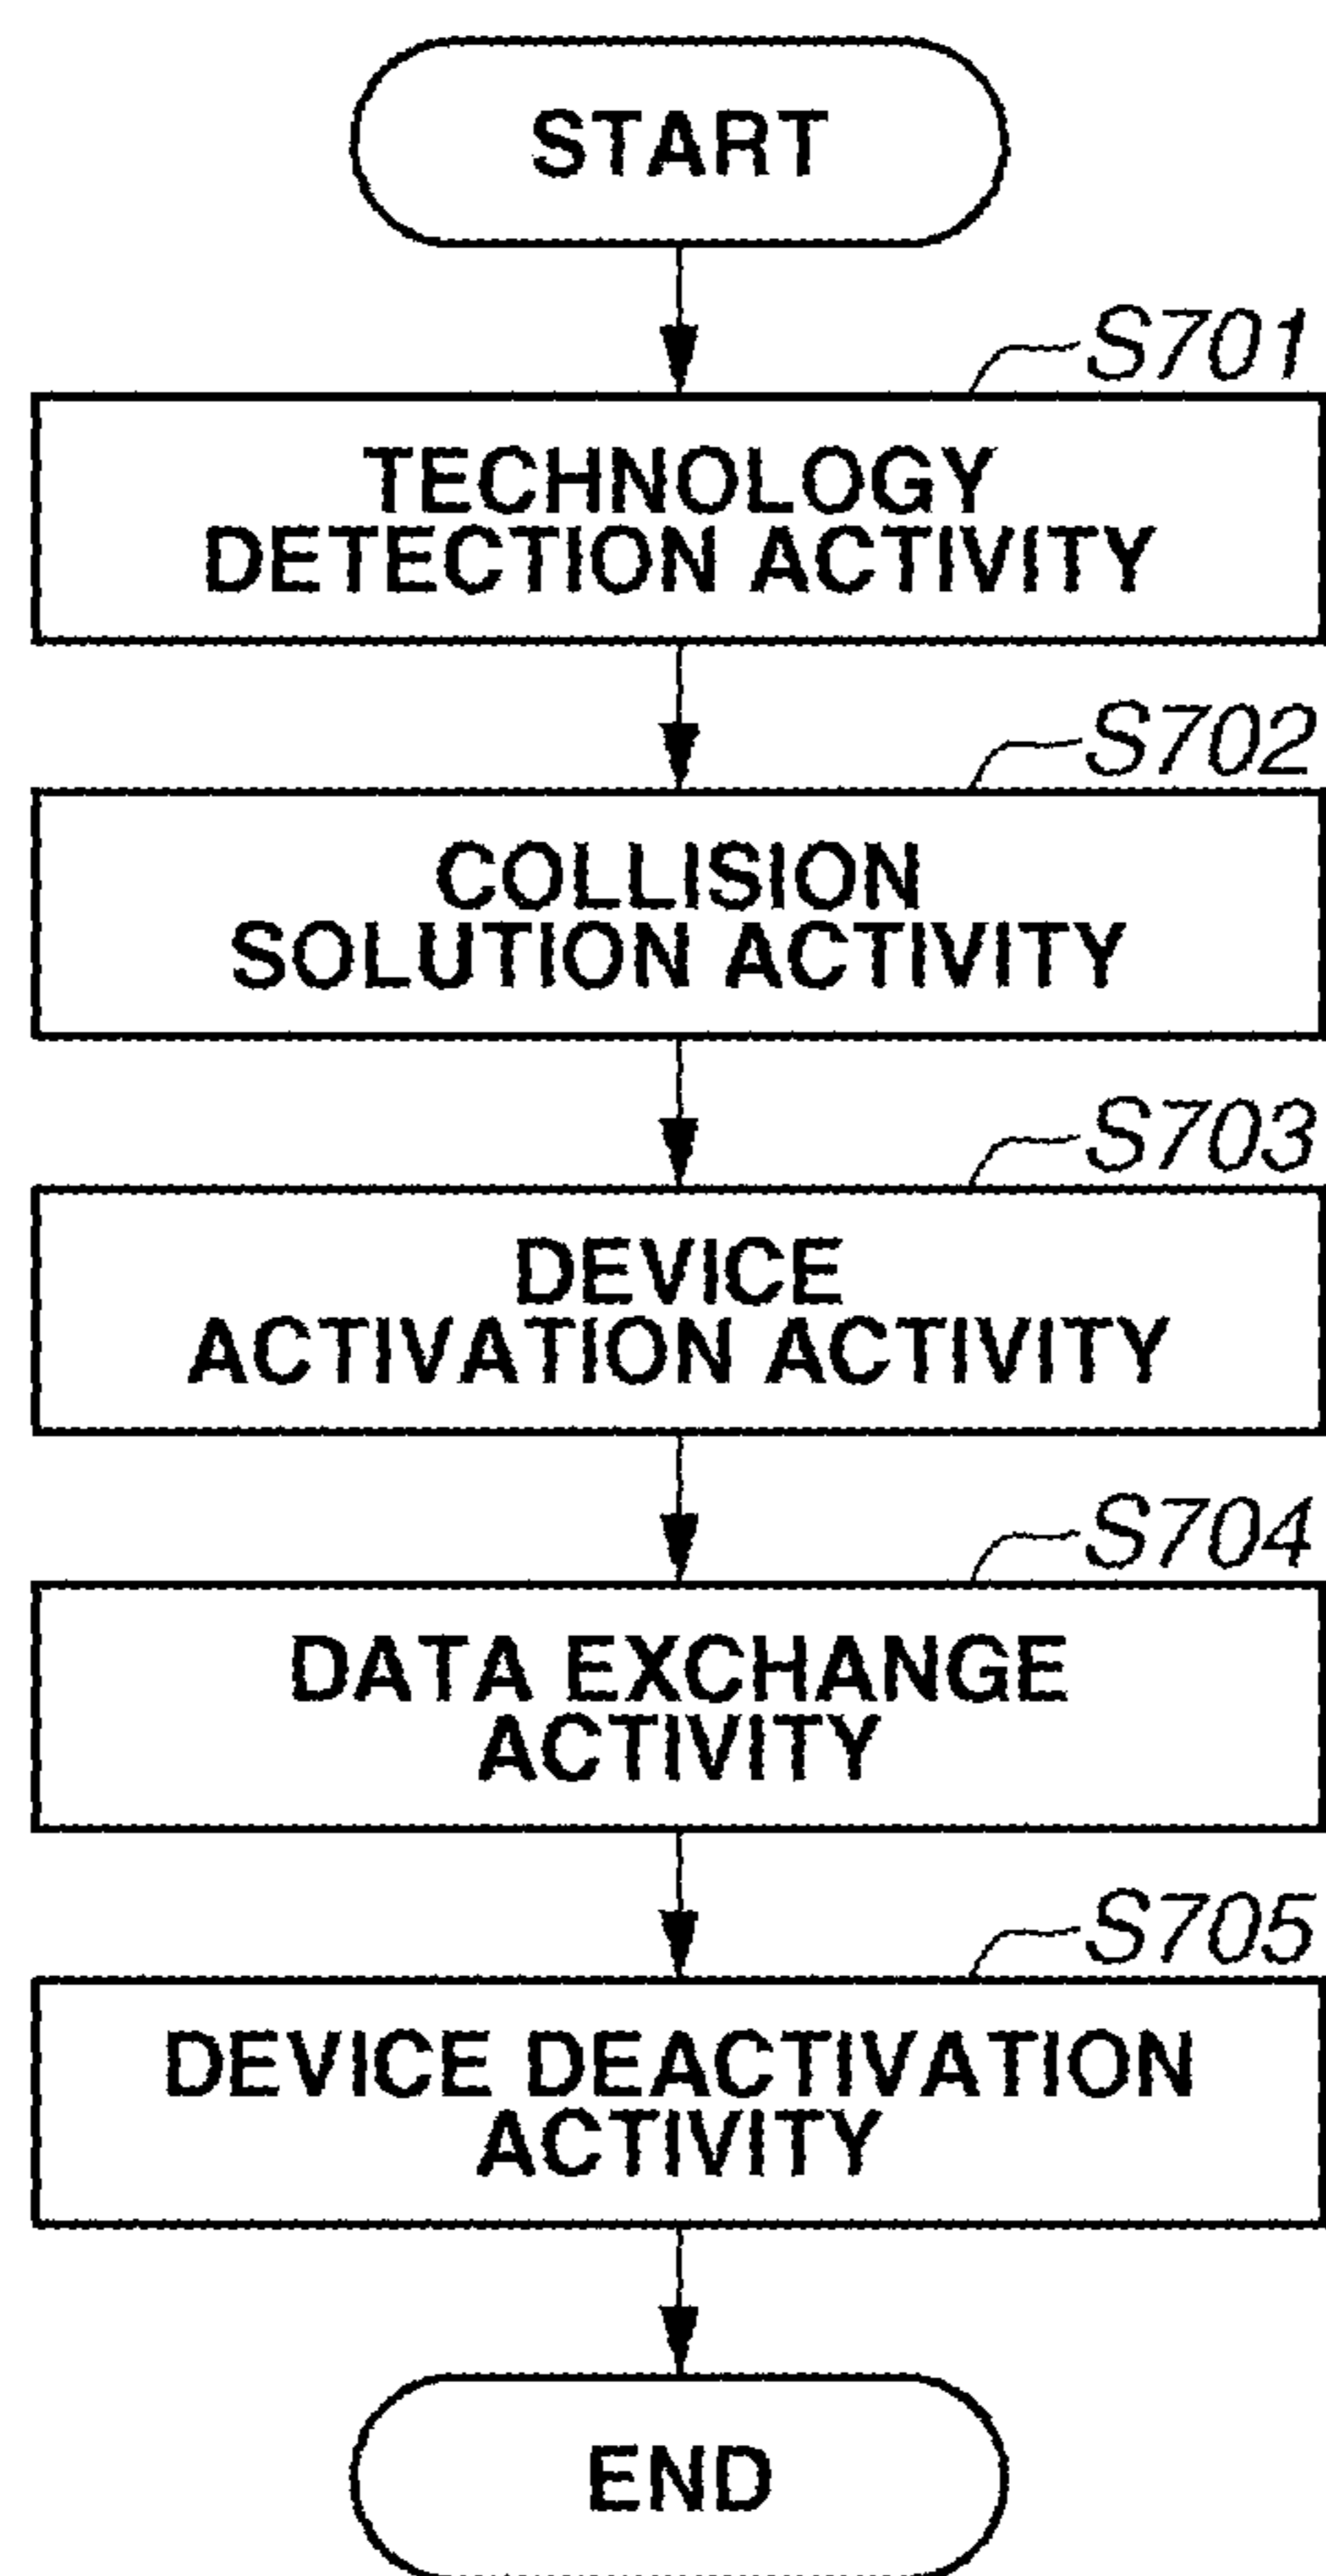 START
S701
TECHNOLOGY
DETECTION ACTIVITY
S702
COLLISION
SOLUTION ACTIVITY
S703
DEVICE
ACTIVATION ACTIVITY
S704
DATA EXCHANGE
ACTIVITY
S705
DEVICE DEACTIVATION
ACTIVITY
END